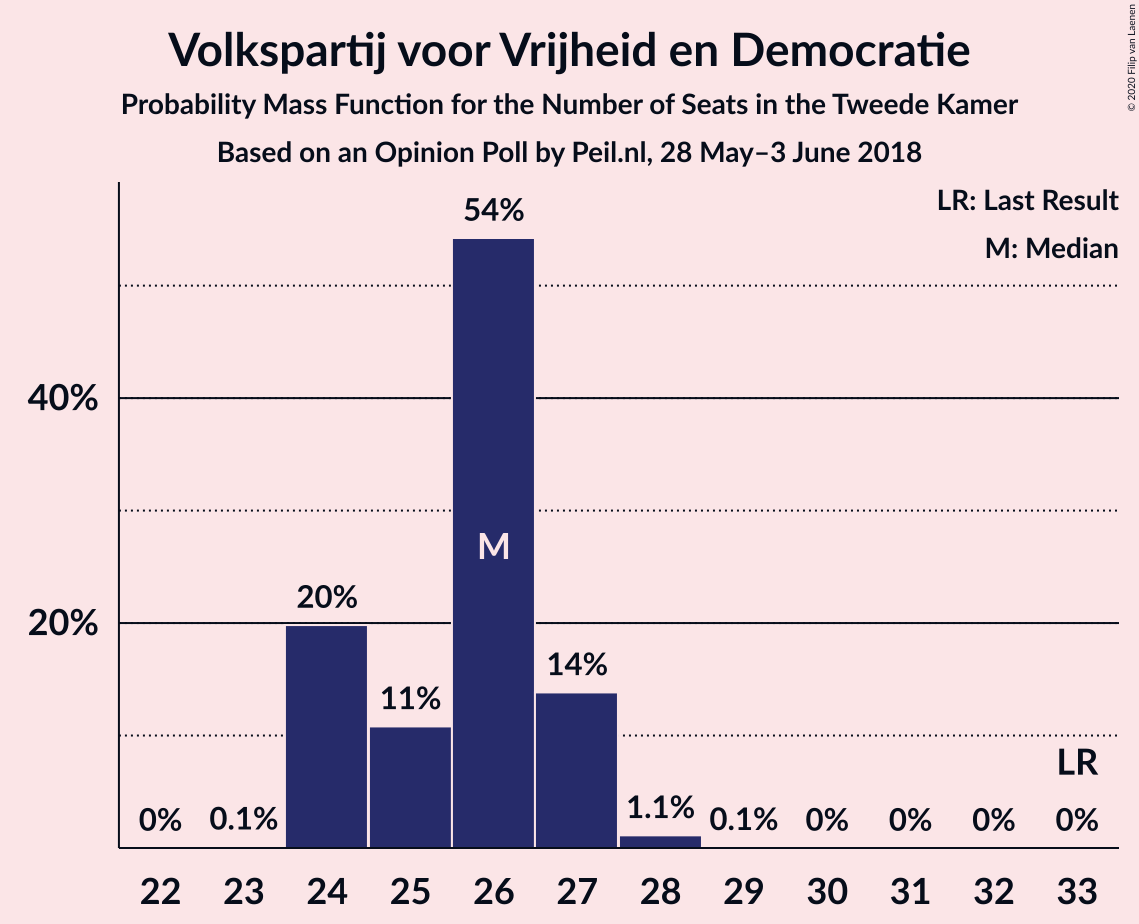 Volkspartij voor Vrijheid en Democratie
Probability Mass Function for the Number of Seats in the Tweede Kamer
Based on an Opinion Poll by Peil.nl, 28 May–3 June 2018
© 2020 Filip van Laenen
LR: Last Result
M: Median
40%
20%
0%
0.1%
20%
11%
54%
M
14%
1.1%
0.1%
0%
0%
0%
LR
0%
22 23 24 25 26 27 28 29 30 31 32 33